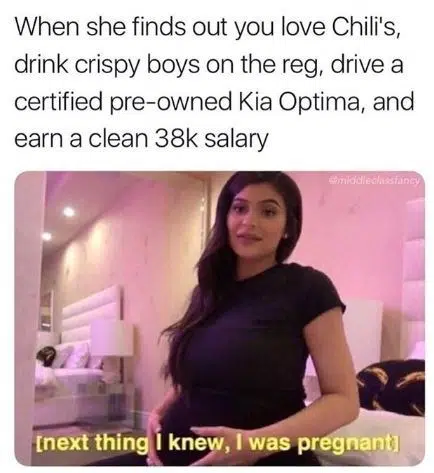 When she finds out you love Chili's,
drink crispy boys on the reg, drive a
certified pre-owned Kia Optima, and
earn a clean 38k salary
@middleclassfancy
[next thing I knew, I was pregnant]